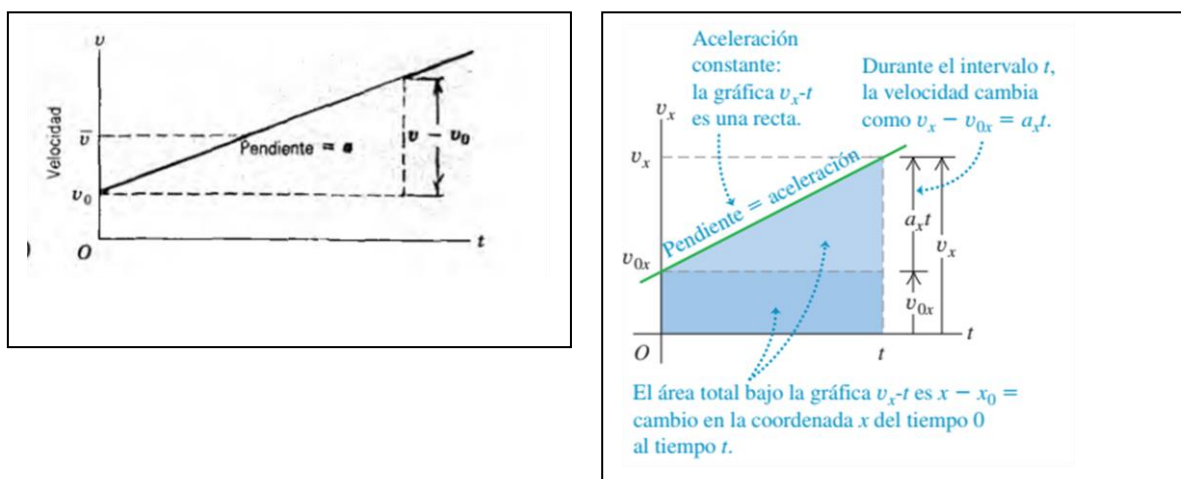 v
Velocidad
v̄
Pendiente = a
v − v₀
v₀
O
t
)
Aceleración
constante:
la gráfica vₓ-t
es una recta.
Durante el intervalo t,
la velocidad cambia
como vₓ − v₀ₓ = aₓt.
vₓ
vₓ
Pendiente = aceleración
aₓt
vₓ
v₀ₓ
v₀ₓ
O
t
t
El área total bajo la gráfica vₓ-t es x − x₀ =
cambio en la coordenada x del tiempo 0
al tiempo t.